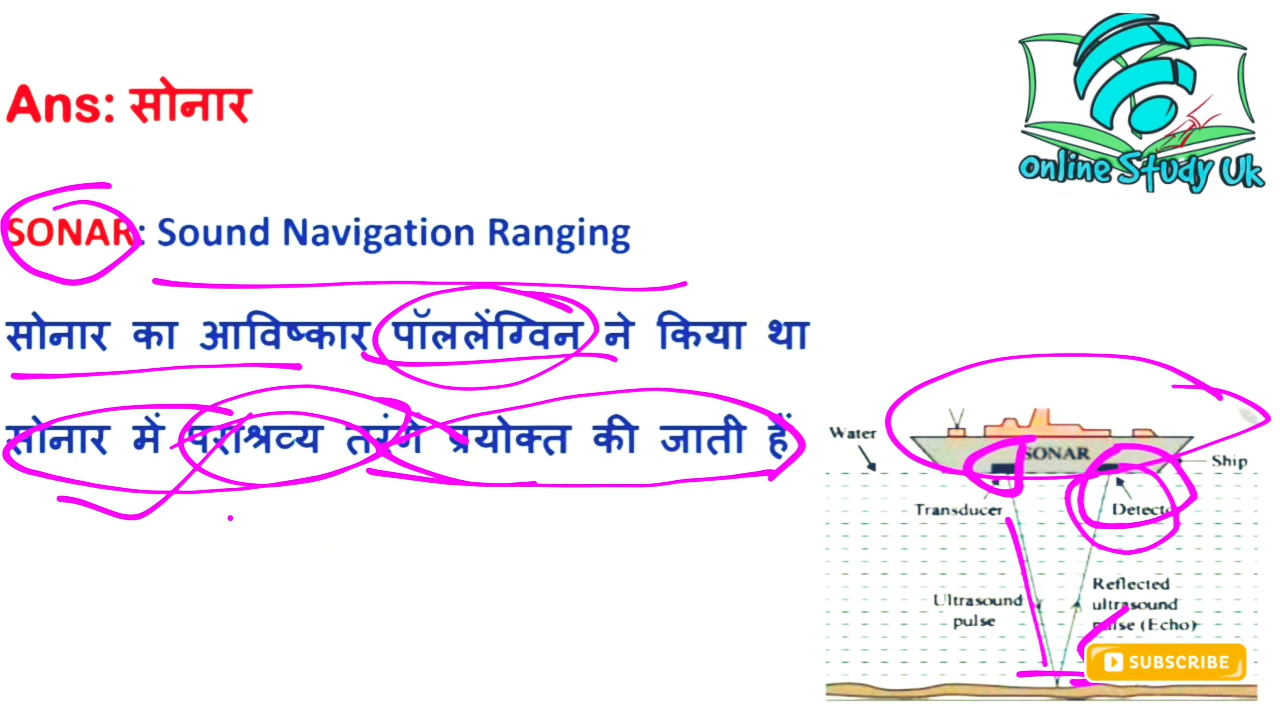 Ans: सोनार
Online Study Uk
SONAR: Sound Navigation Ranging
सोनार का आविष्कार पॉललेंग्विन ने किया था
सोनार में पराश्रव्य तरंगे प्रयोक्त की जाती हैं
Water
SONAR
Ship
Transducer
Ultrasound
pulse
Reflected
ultrasound
pulse (Echo)
SUBSCRIBE